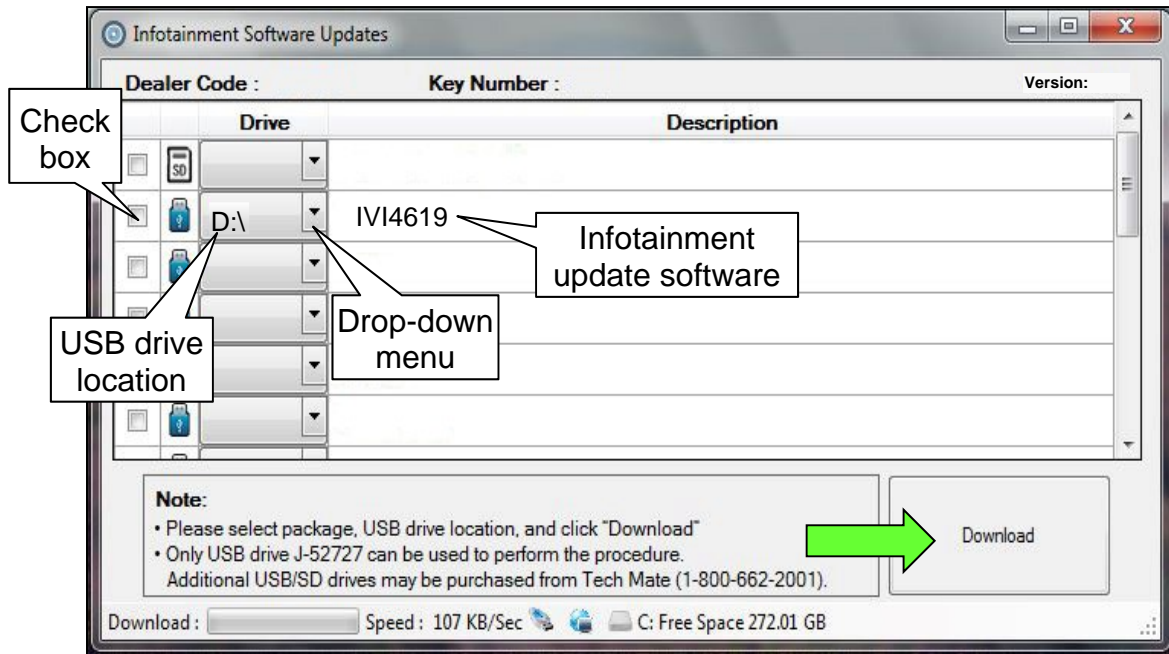 Infotainment Software Updates
Dealer Code : Key Number : Version:
Drive Description
Check
box
SD
D:\ IVI4619
Infotainment
update software
Drop-down
menu
USB drive
location
Note:
• Please select package, USB drive location, and click "Download"
• Only USB drive J-52727 can be used to perform the procedure.
Additional USB/SD drives may be purchased from Tech Mate (1-800-662-2001).
Download
Download : Speed : 107 KB/Sec C: Free Space 272.01 GB